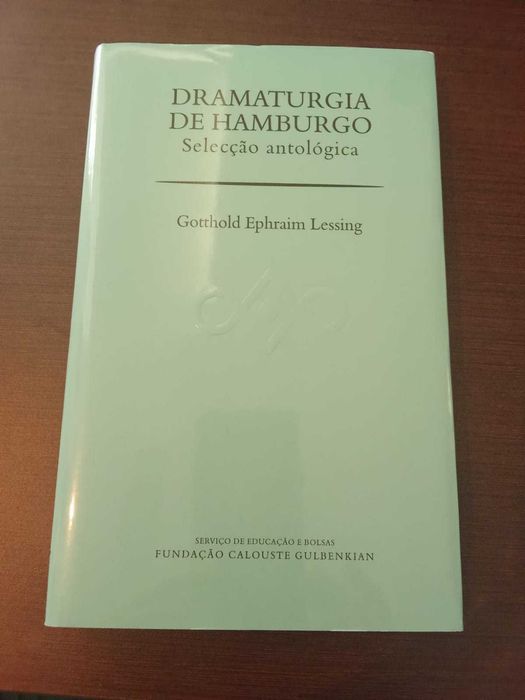 DRAMATURGIA
DE HAMBURGO
Selecção antológica
Gotthold Ephraim Lessing
SERVIÇO DE EDUCAÇÃO E BOLSAS
FUNDAÇÃO CALOUSTE GULBENKIAN